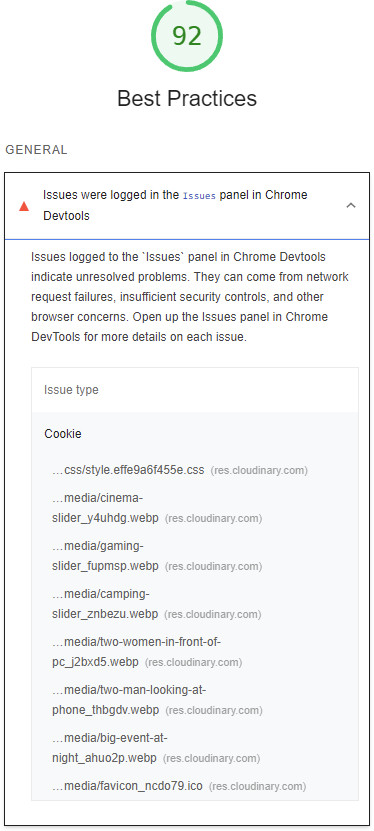 92
Best Practices
GENERAL
Issues were logged in the Issues panel in Chrome
Devtools
Issues logged to the `Issues` panel in Chrome Devtools
indicate unresolved problems. They can come from network
request failures, insufficient security controls, and other
browser concerns. Open up the Issues panel in Chrome
DevTools for more details on each issue.
Issue type
Cookie
…css/style.effe9a6f455e.css (res.cloudinary.com)
…media/cinema-
slider_y4uhdg.webp (res.cloudinary.com)
…media/gaming-
slider_fupmsp.webp (res.cloudinary.com)
…media/camping-
slider_znbezu.webp (res.cloudinary.com)
…media/two-women-in-front-of-
pc_j2bxd5.webp (res.cloudinary.com)
…media/two-man-looking-at-
phone_thbgdv.webp (res.cloudinary.com)
…media/big-event-at-
night_ahuo2p.webp (res.cloudinary.com)
…media/favicon_ncdo79.ico (res.cloudinary.com)